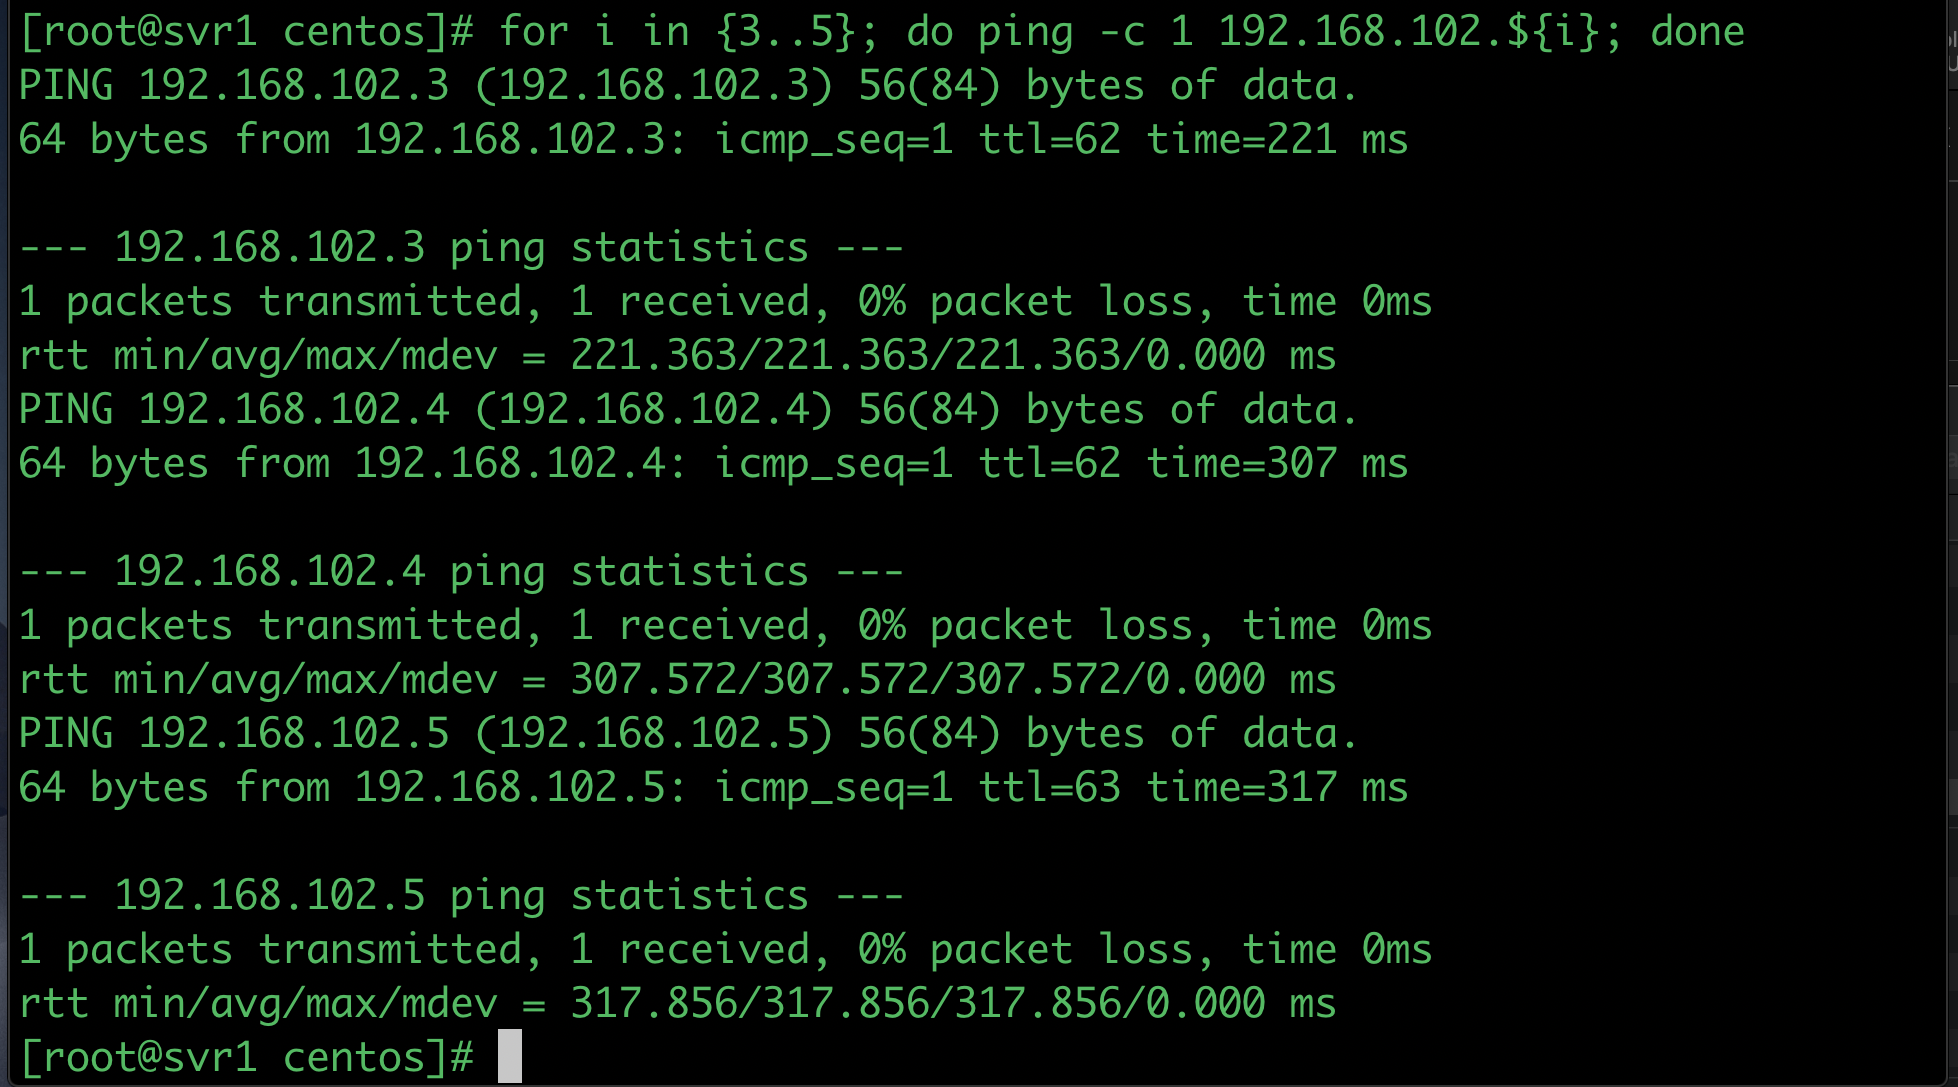 [root@svr1 centos]# for i in {3..5}; do ping -c 1 192.168.102.${i}; done
PING 192.168.102.3 (192.168.102.3) 56(84) bytes of data.
64 bytes from 192.168.102.3: icmp_seq=1 ttl=62 time=221 ms

--- 192.168.102.3 ping statistics ---
1 packets transmitted, 1 received, 0% packet loss, time 0ms
rtt min/avg/max/mdev = 221.363/221.363/221.363/0.000 ms
PING 192.168.102.4 (192.168.102.4) 56(84) bytes of data.
64 bytes from 192.168.102.4: icmp_seq=1 ttl=62 time=307 ms

--- 192.168.102.4 ping statistics ---
1 packets transmitted, 1 received, 0% packet loss, time 0ms
rtt min/avg/max/mdev = 307.572/307.572/307.572/0.000 ms
PING 192.168.102.5 (192.168.102.5) 56(84) bytes of data.
64 bytes from 192.168.102.5: icmp_seq=1 ttl=63 time=317 ms

--- 192.168.102.5 ping statistics ---
1 packets transmitted, 1 received, 0% packet loss, time 0ms
rtt min/avg/max/mdev = 317.856/317.856/317.856/0.000 ms
[root@svr1 centos]#